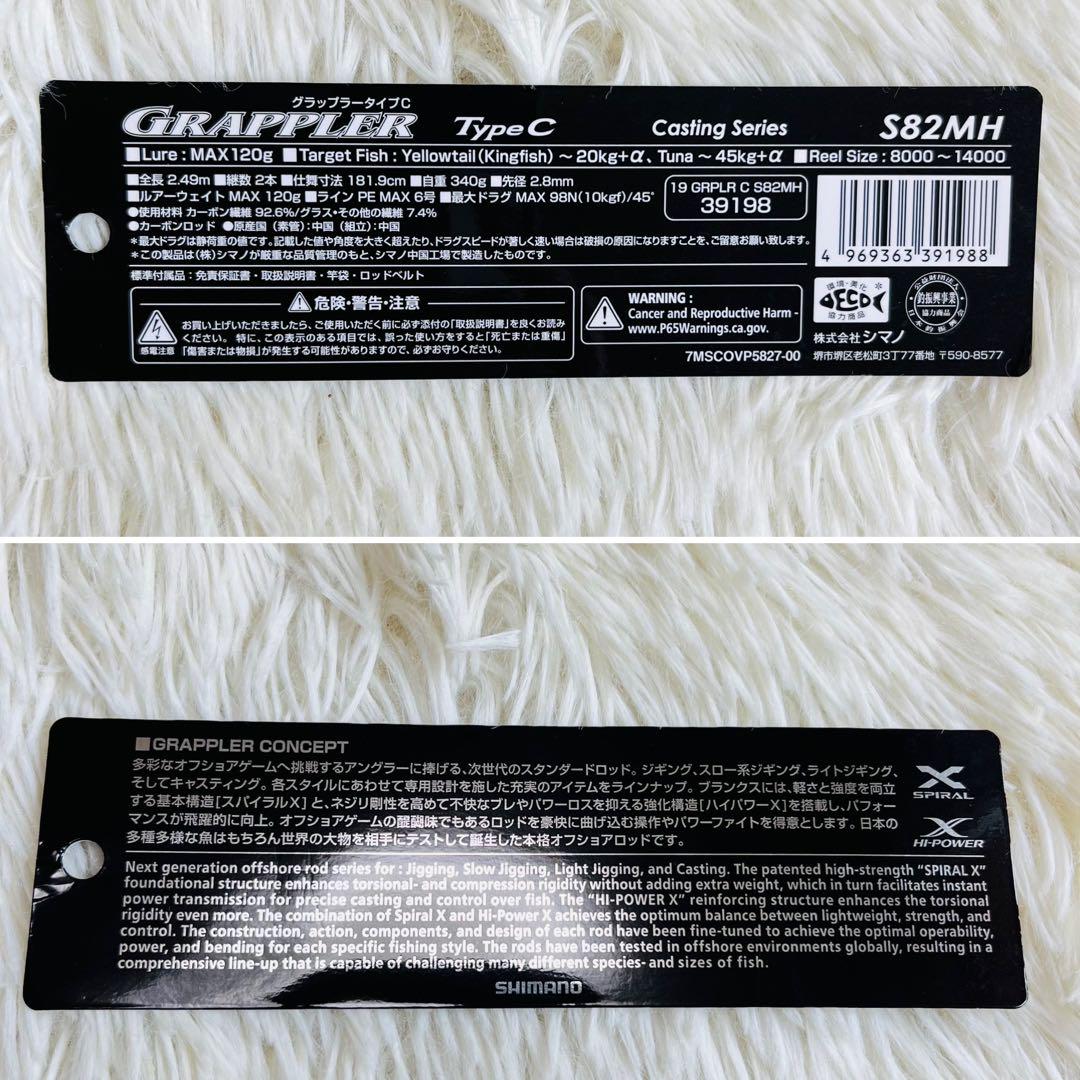 グラップラータイプC
GRAPPLER Type C Casting Series S82MH
■Lure : MAX120g ■Target Fish : Yellowtail(Kingfish) ～20kg+α、Tuna ～45kg+α ■Reel Size : 8000～14000
■全長 2.49m ■継数 2本 ■仕舞寸法 181.9cm ■自重 340g ■先径 2.8mm
■ルアーウェイト MAX 120g ■ライン PE MAX 6号 ■最大ドラグ MAX 98N(10kgf)/45°
●使用材料 カーボン繊維 92.6%/グラス・その他の繊維 7.4%
●カーボンロッド ●原産国（素管）：中国（組立）：中国
19 GRPLR C S82MH
39198
＊最大ドラグは静荷重の値です。記載した値や角度を大きく超えたり、ドラグスピードが著しく速い場合は破損の原因になりますことを、ご留意お願い致します。
＊この製品は（株）シマノが厳重な品質管理のもと、シマノ中国工場で製造したものです。
標準付属品：免責保証書・取扱説明書・竿袋・ロッドベルト
4 969363 391988
危険・警告・注意
感電注意
お買い上げいただきましたら、ご使用いただく前に必ず添付の「取扱説明書」を良くお読み
ください。 特に、この表示のある項目では、誤った使い方をすると「死亡または重傷」
「傷害または物損」が発生する可能性がありますので、必ずお守りください。
WARNING :
Cancer and Reproductive Harm -
www.P65Warnings.ca.gov.
7MSCOVP5827-00
環境・美化
ECO
協力商品
公益財団法人
釣振興事業
協力商品
日本釣振興会
株式会社 シマノ
堺市堺区老松町3丁77番地 〒590-8577
■GRAPPLER CONCEPT
多彩なオフショアゲームへ挑戦するアングラーに捧げる、次世代のスタンダードロッド。ジギング、スロー系ジギング、ライトジギング、
そしてキャスティング。各スタイルにあわせて専用設計を施した充実のアイテムをラインナップ。ブランクスには、軽さと強度を両立
する基本構造[スパイラルX]と、ネジリ剛性を高めて不快なブレやパワーロスを抑える強化構造[ハイパワーX]を搭載し、パフォー
マンスが飛躍的に向上。オフショアゲームの醍醐味でもあるロッドを豪快に曲げ込む操作やパワーファイトを得意とします。日本の
多種多様な魚はもちろん世界の大物を相手にテストして誕生した本格オフショアロッドです。
X
SPIRAL
X
HI-POWER
Next generation offshore rod series for : Jigging, Slow Jigging, Light Jigging, and Casting. The patented high-strength “SPIRAL X”
foundational structure enhances torsional- and compression rigidity without adding extra weight, which in turn facilitates instant
power transmission for precise casting and control over fish. The “HI-POWER X” reinforcing structure enhances the torsional
rigidity even more. The combination of Spiral X and Hi-Power X achieves the optimum balance between lightweight, strength, and
control. The construction, action, components, and design of each rod have been fine-tuned to achieve the optimal operability,
power, and bending for each specific fishing style. The rods have been tested in offshore environments globally, resulting in a
comprehensive line-up that is capable of challenging many different species- and sizes of fish.
SHIMANO